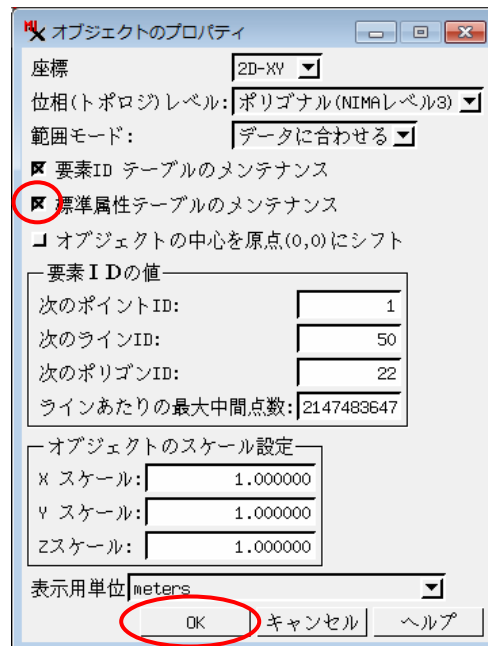 オブジェクトのプロパティ
座標 2D-XY
位相(トポロジ)レベル: ポリゴナル(NIMAレベル3)
範囲モード: データに合わせる
要素ID テーブルのメンテナンス
標準属性テーブルのメンテナンス
オブジェクトの中心を原点(0,0)にシフト
要素ＩＤの値
次のポイントID: 1
次のラインID: 50
次のポリゴンID: 22
ラインあたりの最大中間点数: 2147483647
オブジェクトのスケール設定
X スケール: 1.000000
Y スケール: 1.000000
Zスケール: 1.000000
表示用単位 meters
OK キャンセル ヘルプ